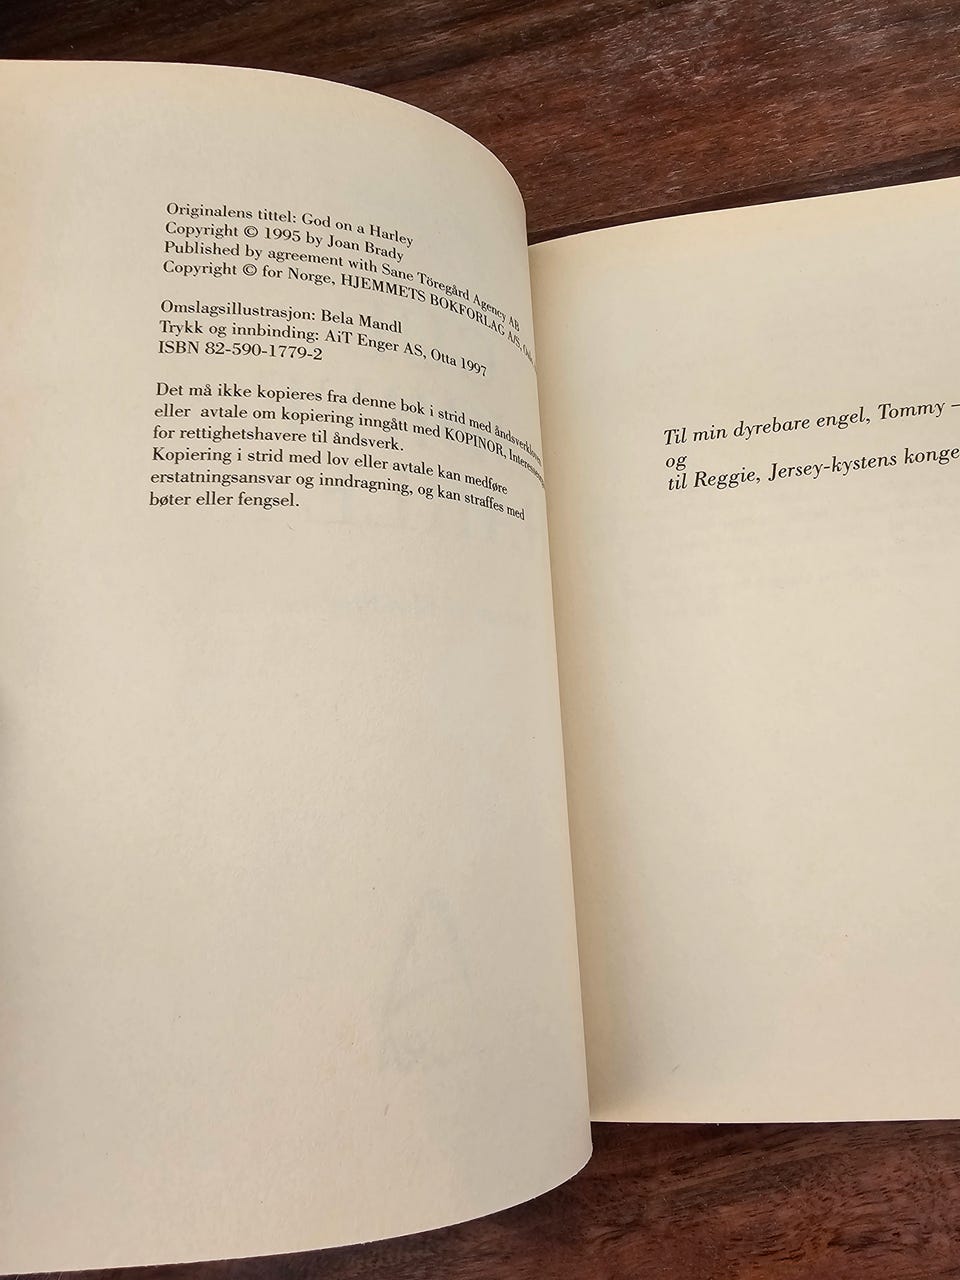 Originalens tittel: God on a Harley
Copyright © 1995 by Joan Brady
Published by agreement with Sane Töregård Agency AB
Copyright © for Norge, HJEMMETS BOKFORLAG A/S,
Omslagsillustrasjon: Bela Mandl
Trykk og innbinding: AiT Enger AS, Otta 1997
ISBN 82-590-1779-2
Det må ikke kopieres fra denne bok i strid med åndsverkloven
eller avtale om kopiering inngått med KOPINOR,
for rettighetshavere til åndsverk.
Kopiering i strid med lov eller avtale kan medføre
erstatningsansvar og inndragning, og kan straffes med
bøter eller fengsel.
Til min dyrebare engel, Tommy –
og
til Reggie, Jersey-kystens konge